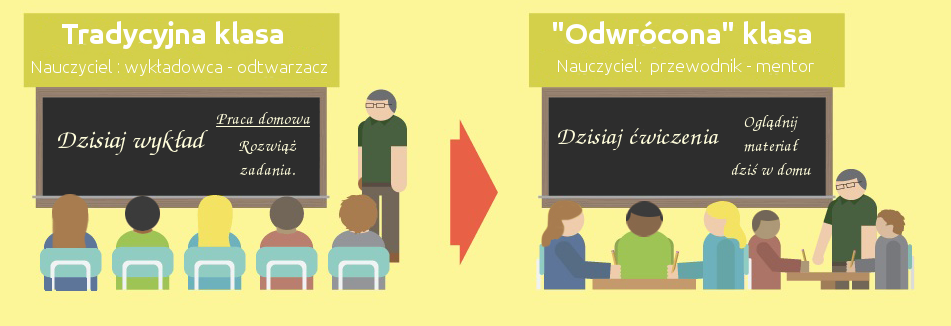 Tradycyjna klasa
Nauczyciel : wykładowca - odtwarzacz
Dzisiaj wykład
Praca domowa
Rozwiąż
zadania.
"Odwrócona" klasa
Nauczyciel: przewodnik - mentor
Dzisiaj ćwiczenia
Oglądnij
materiał
dziś w domu